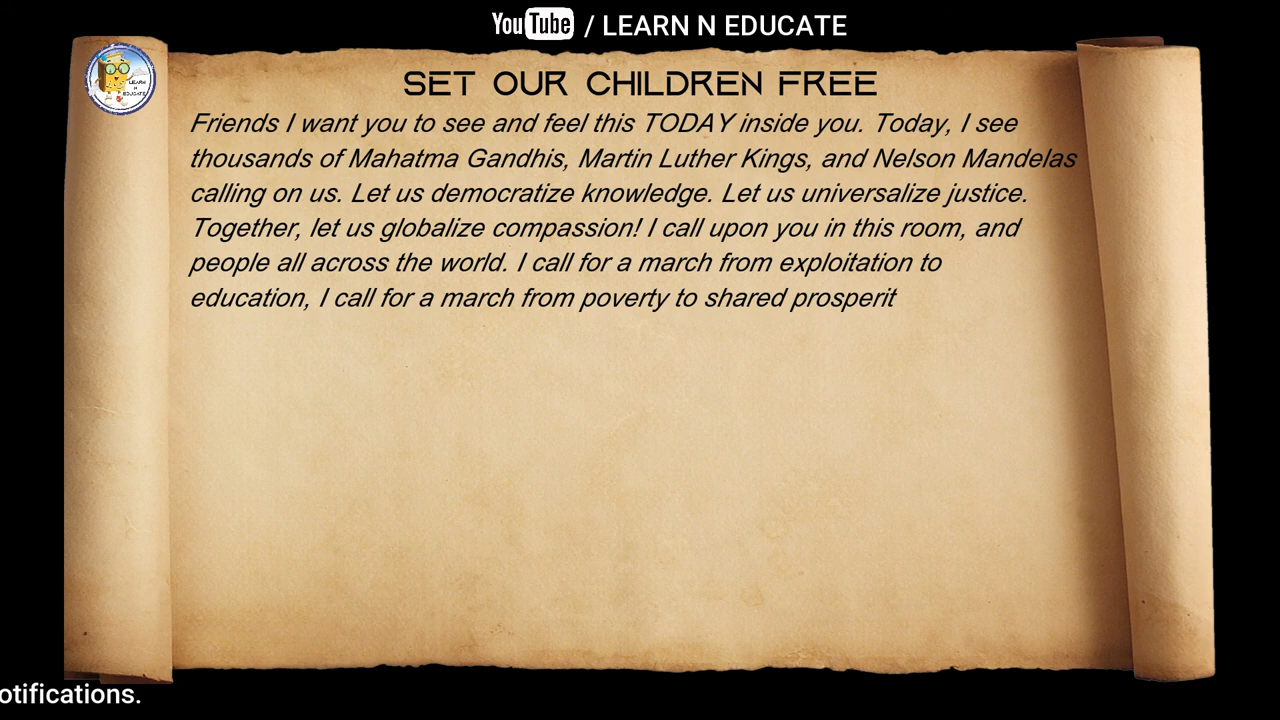 YouTube / LEARN N EDUCATE
LEARN
N
EDUCATE
SET OUR CHILDREN FREE
Friends I want you to see and feel this TODAY inside you. Today, I see
thousands of Mahatma Gandhis, Martin Luther Kings, and Nelson Mandelas
calling on us. Let us democratize knowledge. Let us universalize justice.
Together, let us globalize compassion! I call upon you in this room, and
people all across the world. I call for a march from exploitation to
education, I call for a march from poverty to shared prosperit
otifications.